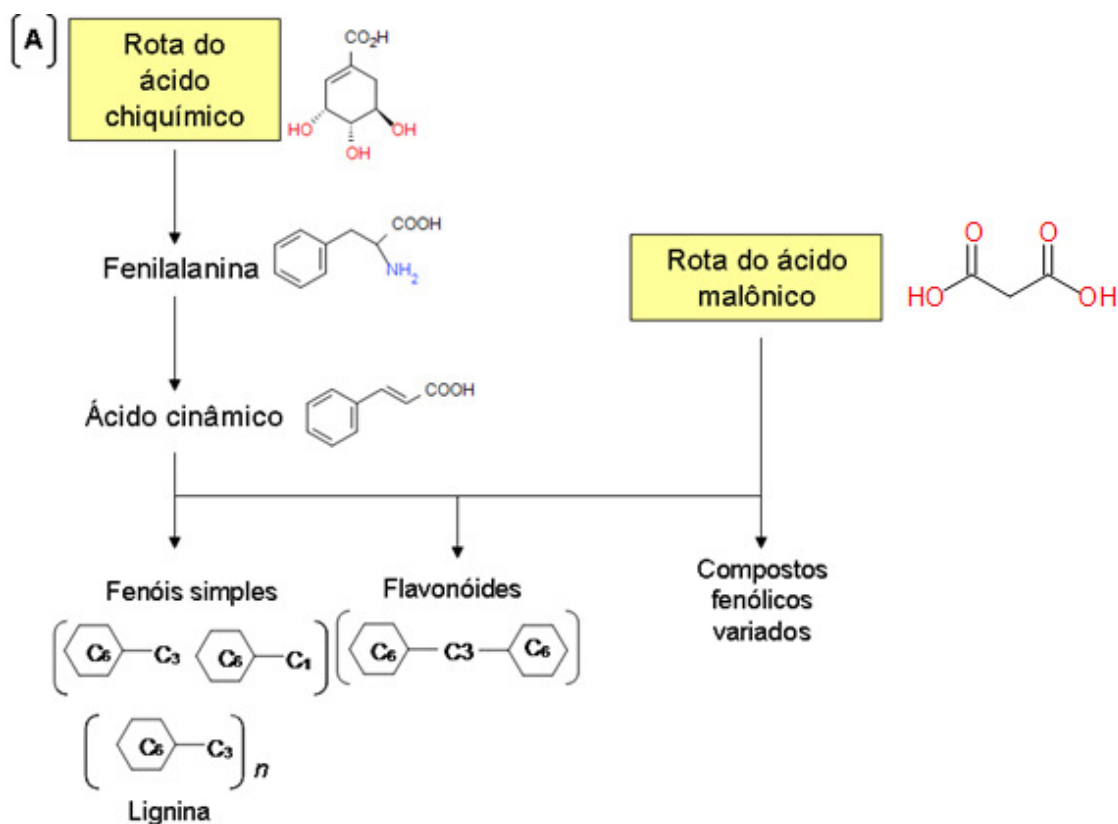 [A]
Rota do
ácido
chiquímico
CO₂H
HO
OH
OH
Fenilalanina
COOH
NH₂
Rota do ácido
malônico
O
O
HO
OH
Ácido cinâmico
COOH
Fenóis simples
C₆ C₃ C₆ C₁
C₆ C₃
n
Lignina
Flavonóides
C₆ C3 C₆
Compostos
fenólicos
variados